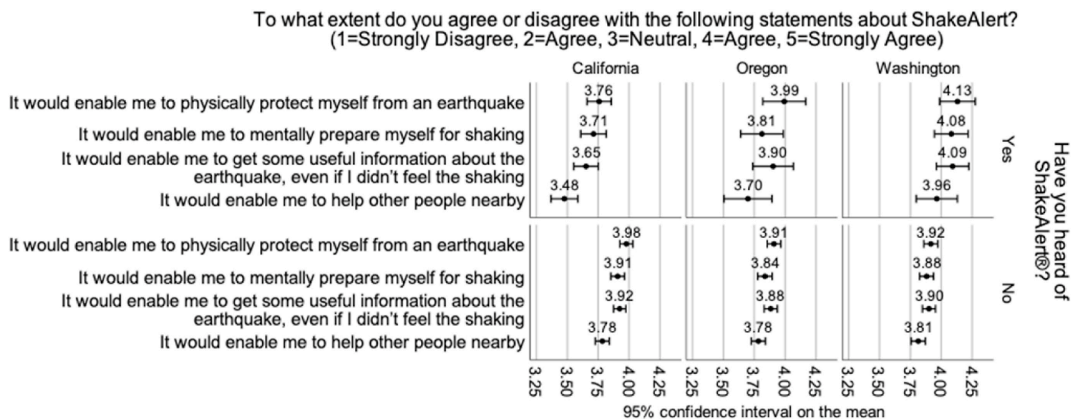 To what extent do you agree or disagree with the following statements about ShakeAlert?
(1=Strongly Disagree, 2=Agree, 3=Neutral, 4=Agree, 5=Strongly Agree)
California Oregon Washington
It would enable me to physically protect myself from an earthquake 3.76 3.99 4.13
It would enable me to mentally prepare myself for shaking 3.71 3.81 4.08
It would enable me to get some useful information about the
earthquake, even if I didn't feel the shaking 3.65 3.90 4.09
It would enable me to help other people nearby 3.48 3.70 3.96
Yes
It would enable me to physically protect myself from an earthquake 3.98 3.91 3.92
It would enable me to mentally prepare myself for shaking 3.91 3.84 3.88
It would enable me to get some useful information about the
earthquake, even if I didn't feel the shaking 3.92 3.88 3.90
It would enable me to help other people nearby 3.78 3.78 3.81
No
Have you heard of
ShakeAlert®?
3.25 3.50 3.75 4.00 4.25 3.25 3.50 3.75 4.00 4.25 3.25 3.50 3.75 4.00 4.25
95% confidence interval on the mean